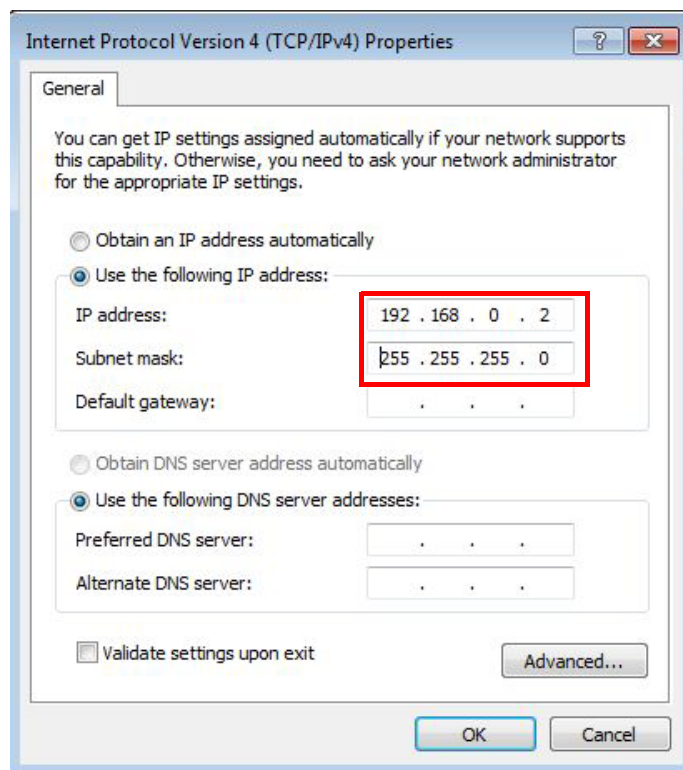 Internet Protocol Version 4 (TCP/IPv4) Properties
General
You can get IP settings assigned automatically if your network supports
this capability. Otherwise, you need to ask your network administrator
for the appropriate IP settings.
Obtain an IP address automatically
Use the following IP address:
IP address: 192 . 168 . 0 . 2
Subnet mask: 255 . 255 . 255 . 0
Default gateway: . . .
Obtain DNS server address automatically
Use the following DNS server addresses:
Preferred DNS server: . . .
Alternate DNS server: . . .
Validate settings upon exit
Advanced...
OK Cancel